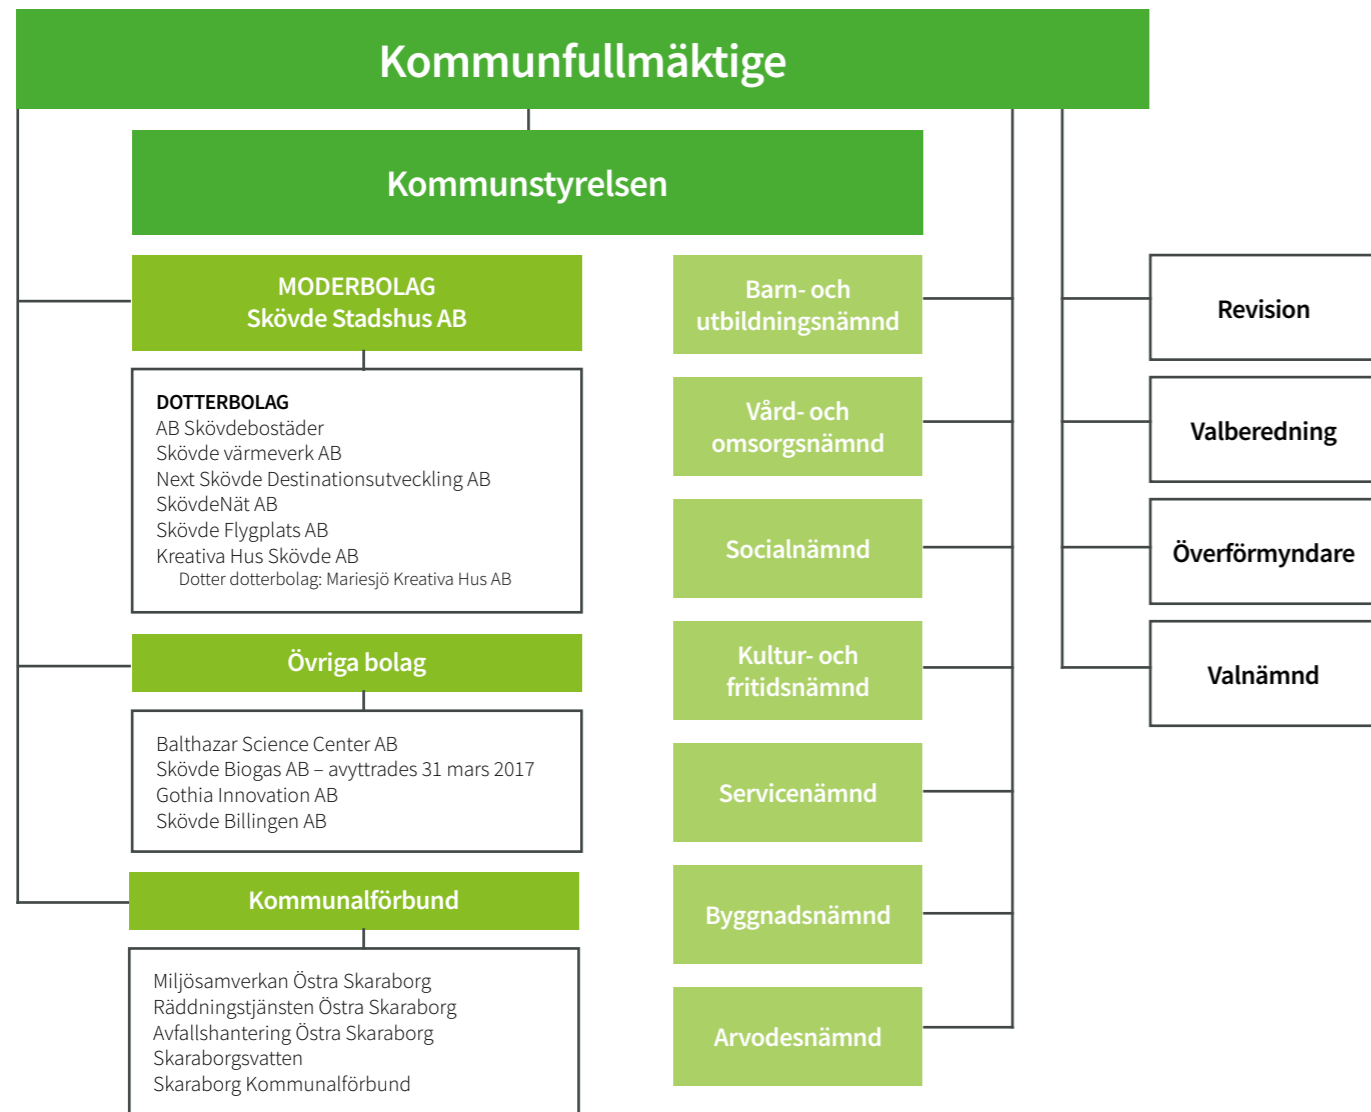 Kommunfullmäktige
Kommunstyrelsen
MODERBOLAG
Skövde Stadshus AB
DOTTERBOLAG
AB Skövdebostäder
Skövde värmeverk AB
Next Skövde Destinationsutveckling AB
SkövdeNät AB
Skövde Flygplats AB
Kreativa Hus Skövde AB
Dotter dotterbolag: Mariesjö Kreativa Hus AB
Övriga bolag
Balthazar Science Center AB
Skövde Biogas AB – avyttrades 31 mars 2017
Gothia Innovation AB
Skövde Billingen AB
Kommunalförbund
Miljösamverkan Östra Skaraborg
Räddningstjänsten Östra Skaraborg
Avfallshantering Östra Skaraborg
Skaraborgsvatten
Skaraborg Kommunalförbund
Barn- och
utbildningsnämnd
Vård- och
omsorgsnämnd
Socialnämnd
Kultur- och
fritidsnämnd
Servicenämnd
Byggnadsnämnd
Arvodesnämnd
Revision
Valberedning
Överförmyndare
Valnämnd